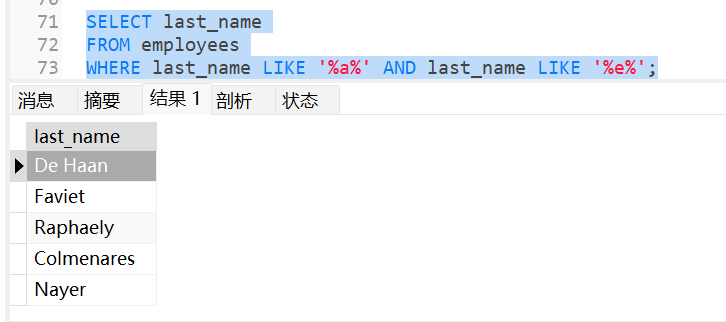 71 SELECT last_name
72 FROM employees
73 WHERE last_name LIKE '%a%' AND last_name LIKE '%e%';
消息 摘要 结果 1 剖析 状态
last_name
De Haan
Faviet
Raphaely
Colmenares
Nayer